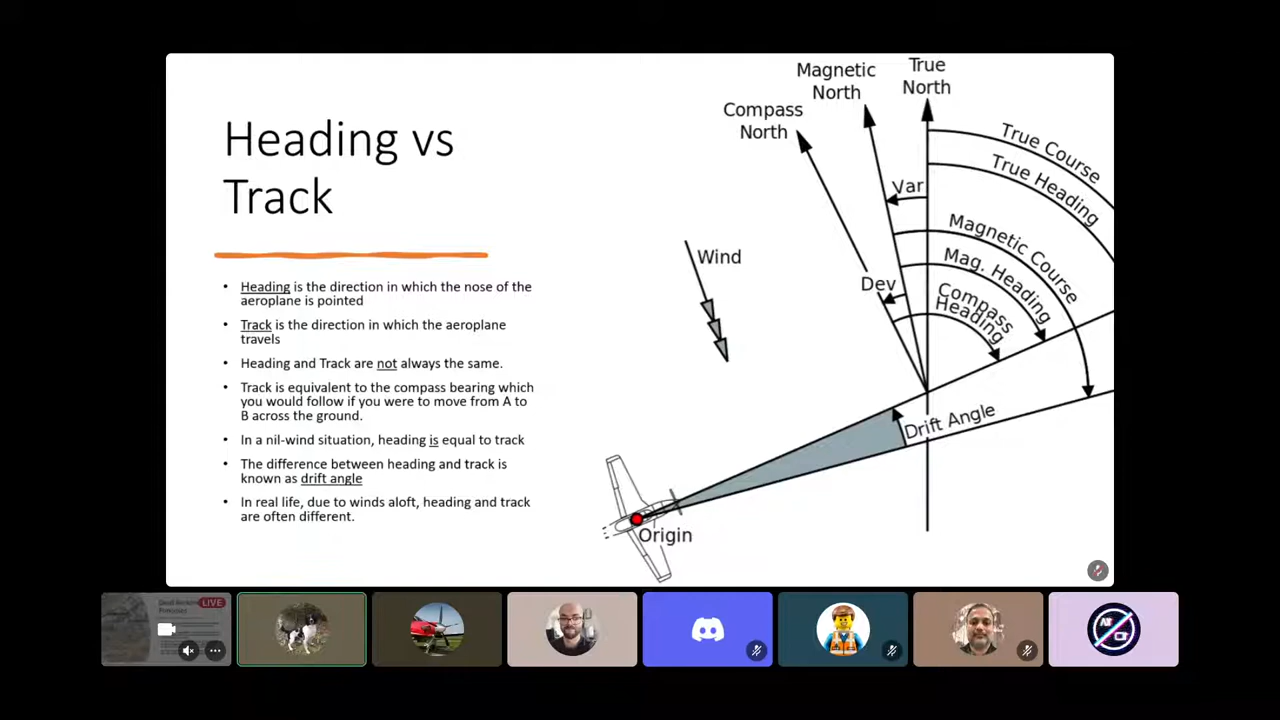 Heading vs
Track
Heading is the direction in which the nose of the
aeroplane is pointed
Track is the direction in which the aeroplane
travels
Heading and Track are not always the same.
Track is equivalent to the compass bearing which
you would follow if you were to move from A to
B across the ground.
In a nil-wind situation, heading is equal to track
The difference between heading and track is
known as drift angle
In real life, due to winds aloft, heading and track
are often different.
Compass
North
Magnetic
North
True
North
True Course
True Heading
Var
Magnetic Course
Mag. Heading
Compass
Heading
Dev
Wind
Drift Angle
Origin
LIVE